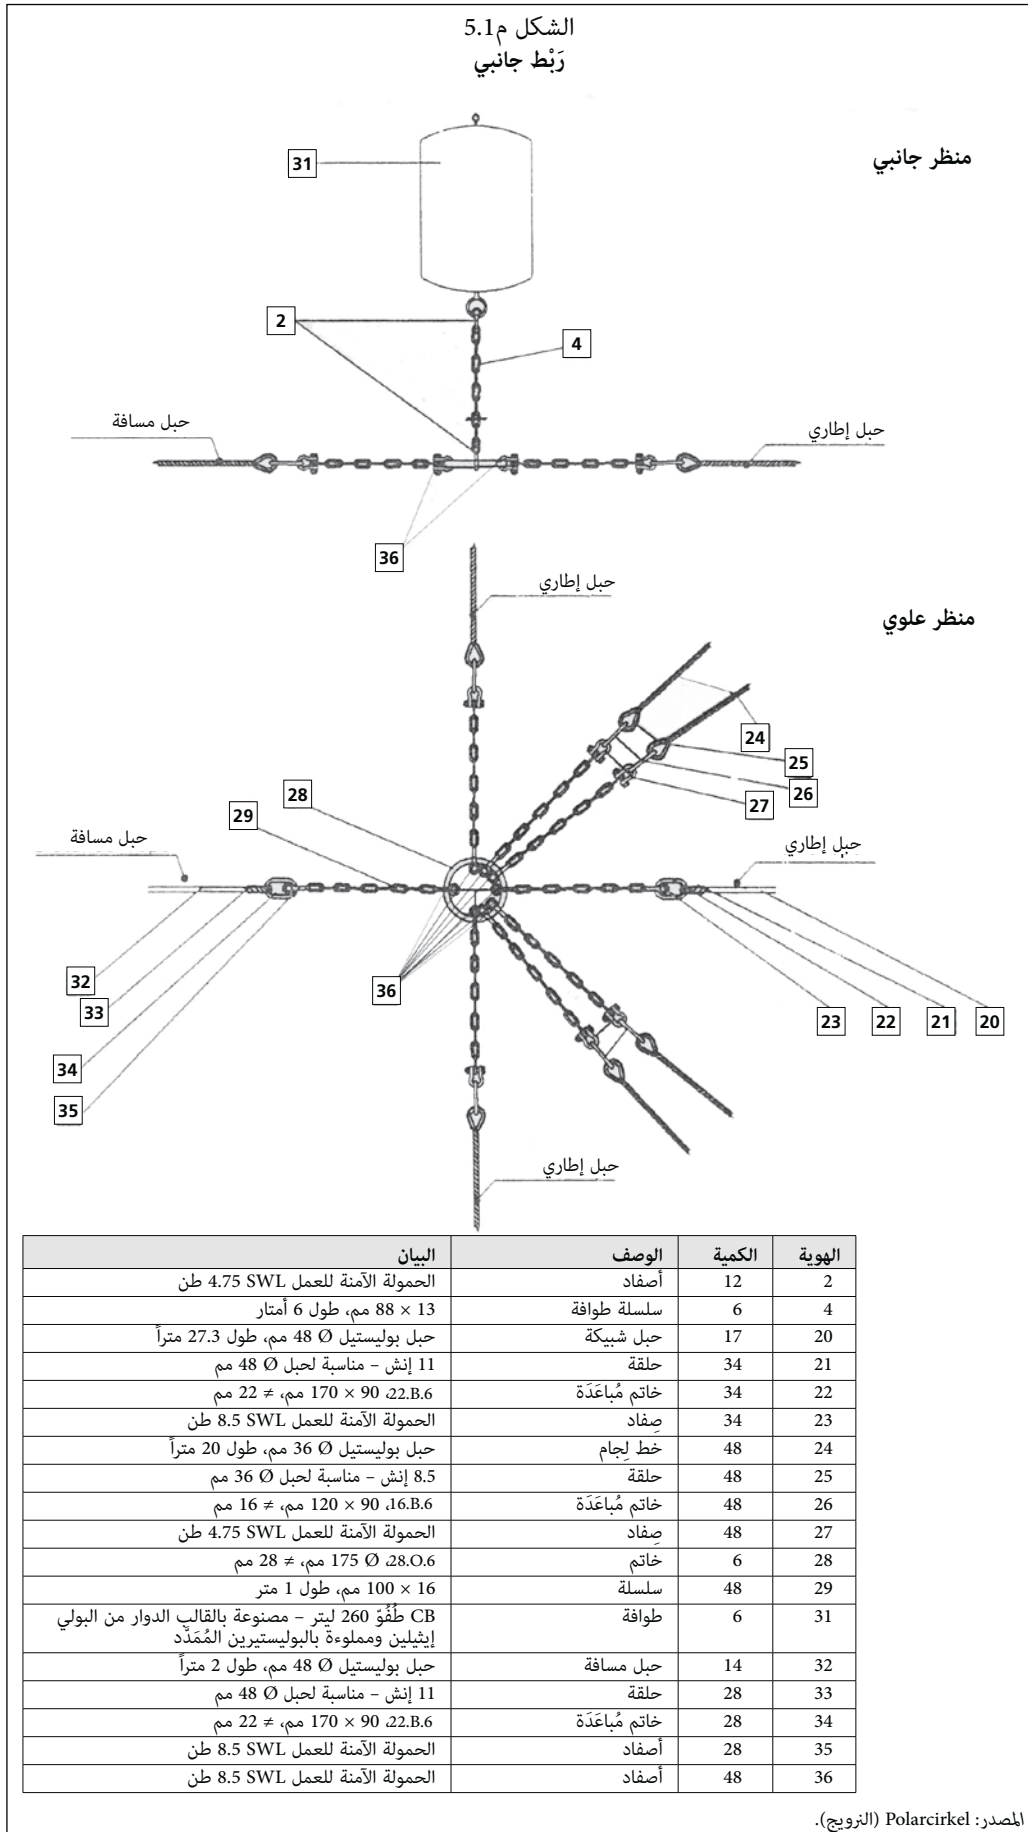 الشكل م5.1
رَبْط جانبي
منظر جانبي
31
2
4
حبل مسافة
حبل إطاري
36
حبل إطاري
منظر علوي
24
25
26
27
28
29
حبل مسافة
حبل إطاري
32
33
34
35
36
23
22
21
20
حبل إطاري
الهوية الكمية الوصف البيان
2 12 أصفاد الحمولة الآمنة للعمل SWL 4.75 طن
4 6 سلسلة طوافة 13 × 88 مم، طول 6 أمتار
20 17 حبل شبيكة حبل بوليستيل Ø 48 مم، طول 27.3 متراً
21 34 حلقة 11 إنش – مناسبة لحبل Ø 48 مم
22 34 خاتم مُباعَدَة 22.B.6، 90 × 170 مم، ≠ 22 مم
23 34 صِفاد الحمولة الآمنة للعمل SWL 8.5 طن
24 48 خط لِجام حبل بوليستيل Ø 36 مم، طول 20 متراً
25 48 حلقة 8.5 إنش – مناسبة لحبل Ø 36 مم
26 48 خاتم مُباعَدَة 16.B.6، 90 × 120 مم، ≠ 16 مم
27 48 صِفاد الحمولة الآمنة للعمل SWL 4.75 طن
28 6 خاتم 28.O.6، Ø 175 مم، ≠ 28 مم
29 48 سلسلة 16 × 100 مم، طول 1 متر
31 6 طوافة CB طُفُوّ 260 ليتر – مصنوعة بالقالب الدوار من البولي
إيثيلين ومملوءة بالبوليستيرين المُمَدَّد
32 14 حبل مسافة حبل بوليستيل Ø 48 مم، طول 2 متراً
33 28 حلقة 11 إنش – مناسبة لحبل Ø 48 مم
34 28 خاتم مُباعَدَة 22.B.6، 90 × 170 مم، ≠ 22 مم
35 28 أصفاد الحمولة الآمنة للعمل SWL 8.5 طن
36 48 أصفاد الحمولة الآمنة للعمل SWL 8.5 طن
المصدر: Polarcirkel (النرويج).